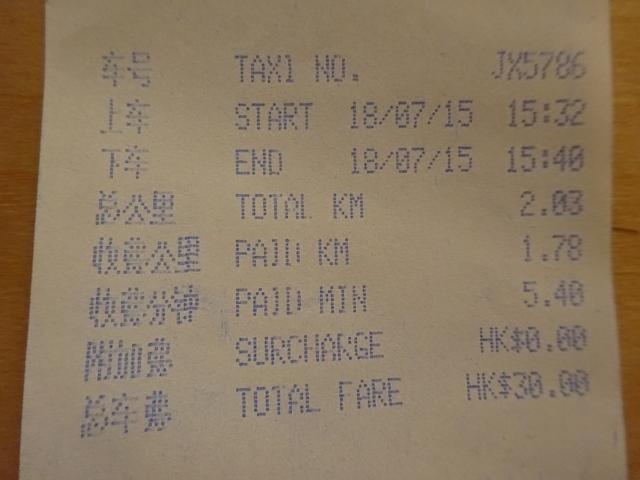 车号 TAXI NO. JX5786
上车 START 18/07/15 15:32
下车 END 18/07/15 15:40
总公里 TOTAL KM 2.03
收费公里 PAID KM 1.78
收费分钟 PAID MIN 5.40
附加费 SURCHARGE HK$0.00
总车费 TOTAL FARE HK$30.00